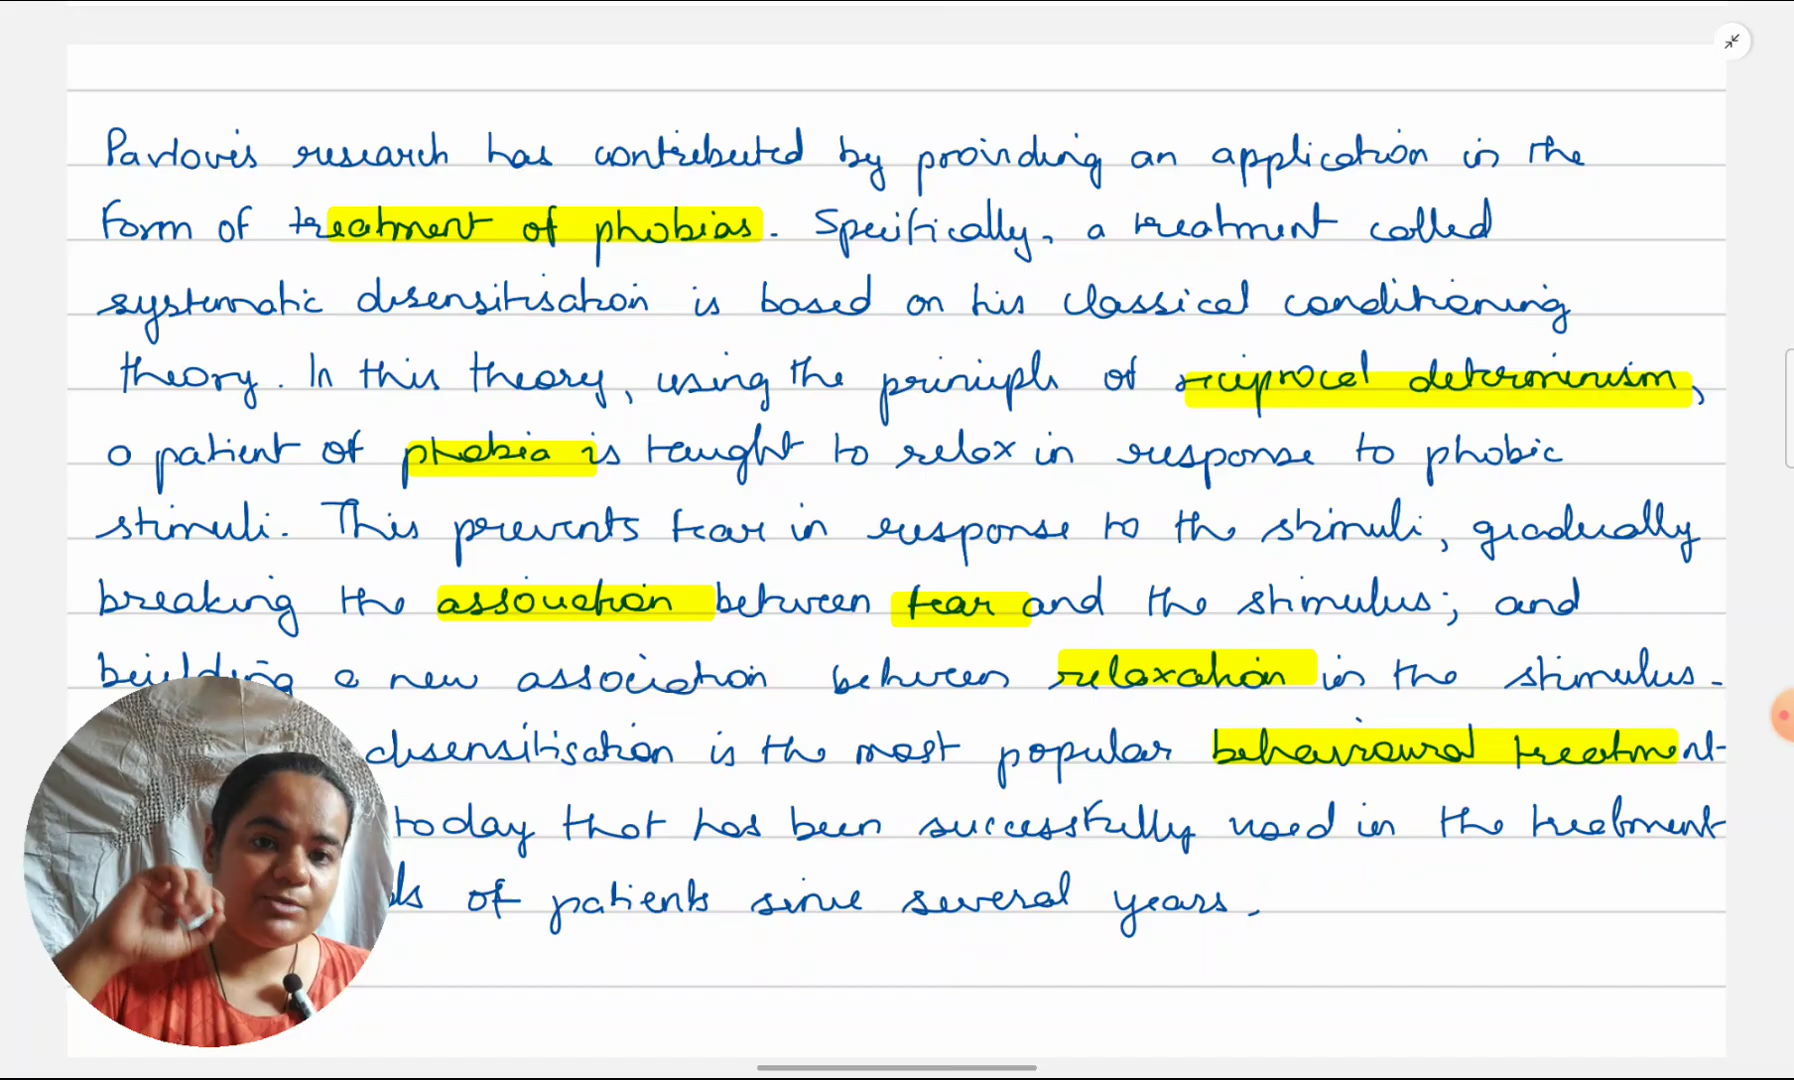 Pavlov's research has contributed by providing an application in the
form of treatment of phobias. Specifically, a treatment called
systematic desensitisation is based on his classical conditioning
theory. In this theory, using the principle of reciprocal determinism,
a patient of phobia is taught to relax in response to phobic
stimuli. This prevents fear in response to the stimuli, gradually
breaking the association between fear and the stimulus; and
building a new association between relaxation in the stimulus.
desensitisation is the most popular behavioural treatment
today that has been successfully used in the treatment
of patients since several years.